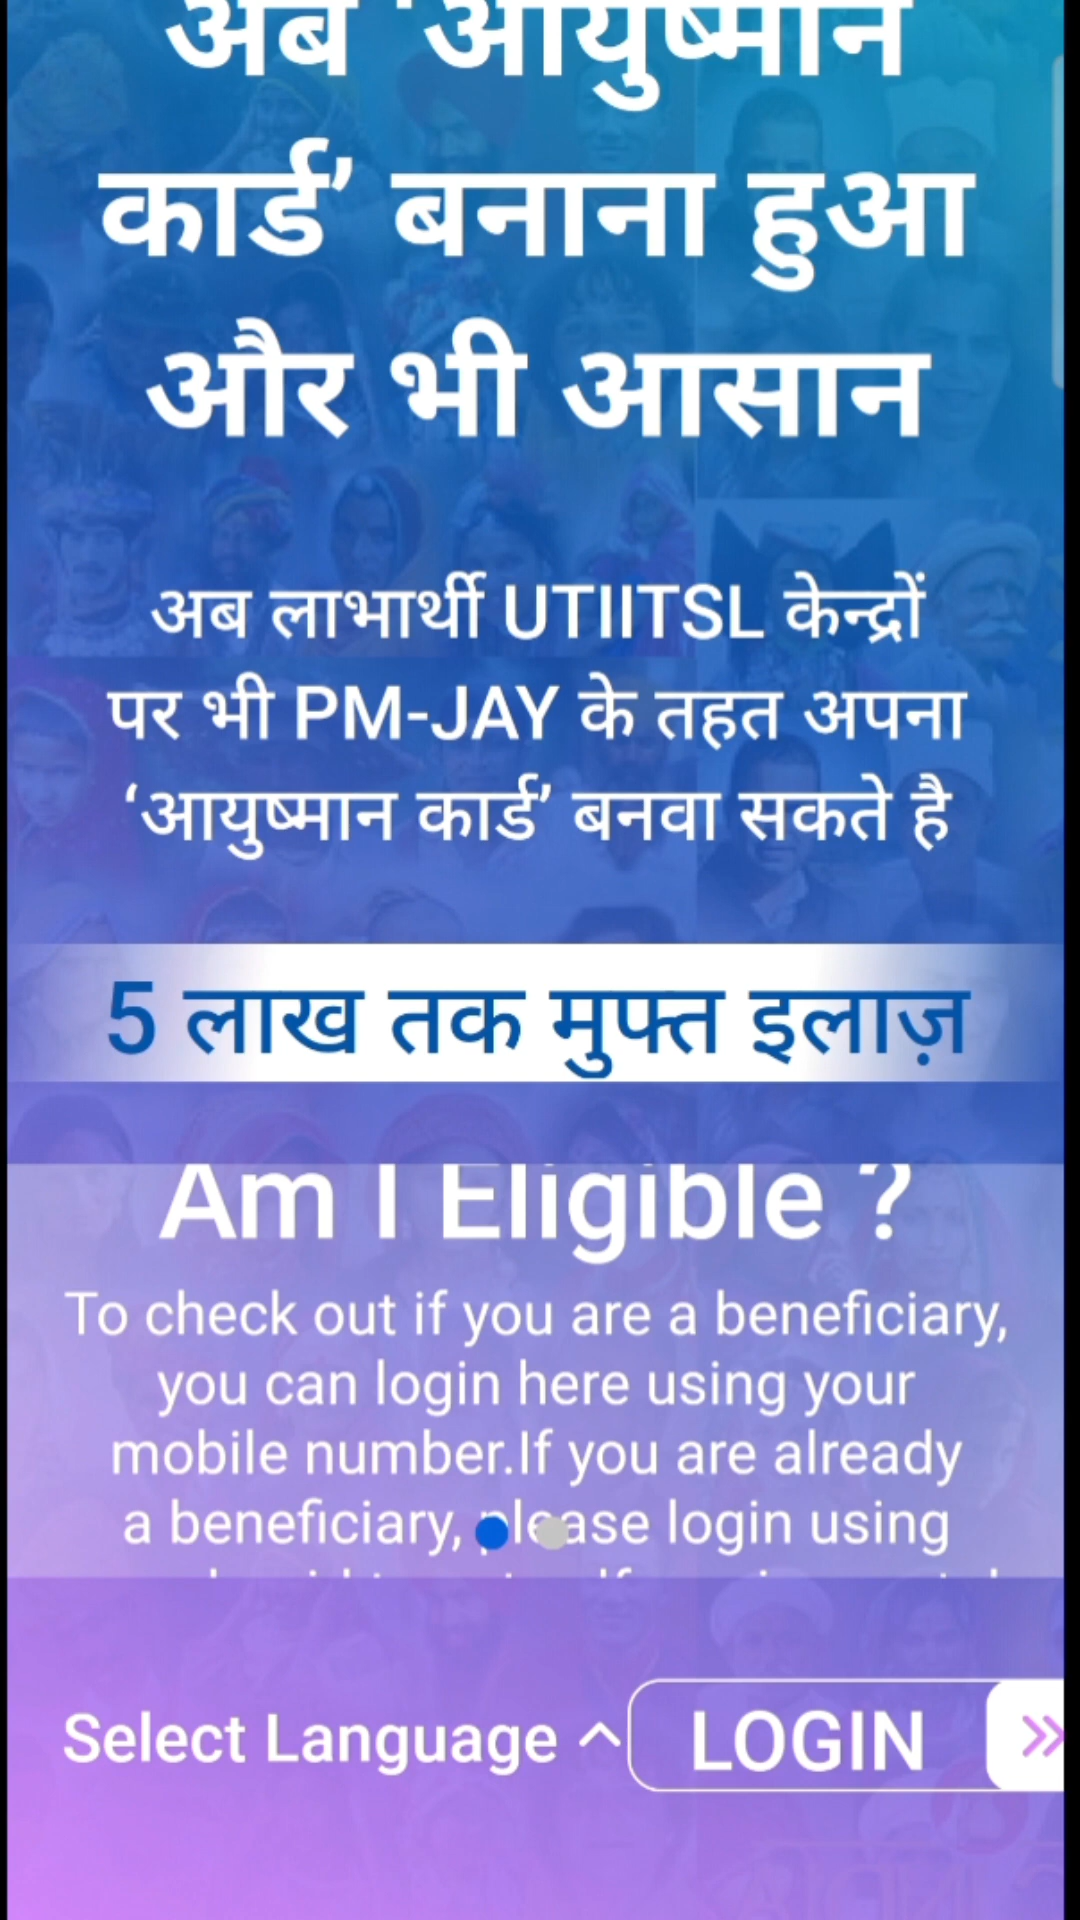 अब ‘आयुष्मान
कार्ड’ बनाना हुआ
और भी आसान
अब लाभार्थी UTIITSL केन्द्रों
पर भी PM-JAY के तहत अपना
‘आयुष्मान कार्ड’ बनवा सकते है
5 लाख तक मुफ्त इलाज़
Am I Eligible ?
To check out if you are a beneficiary,
you can login here using your
mobile number.If you are already
a beneficiary, please login using
Select Language
LOGIN